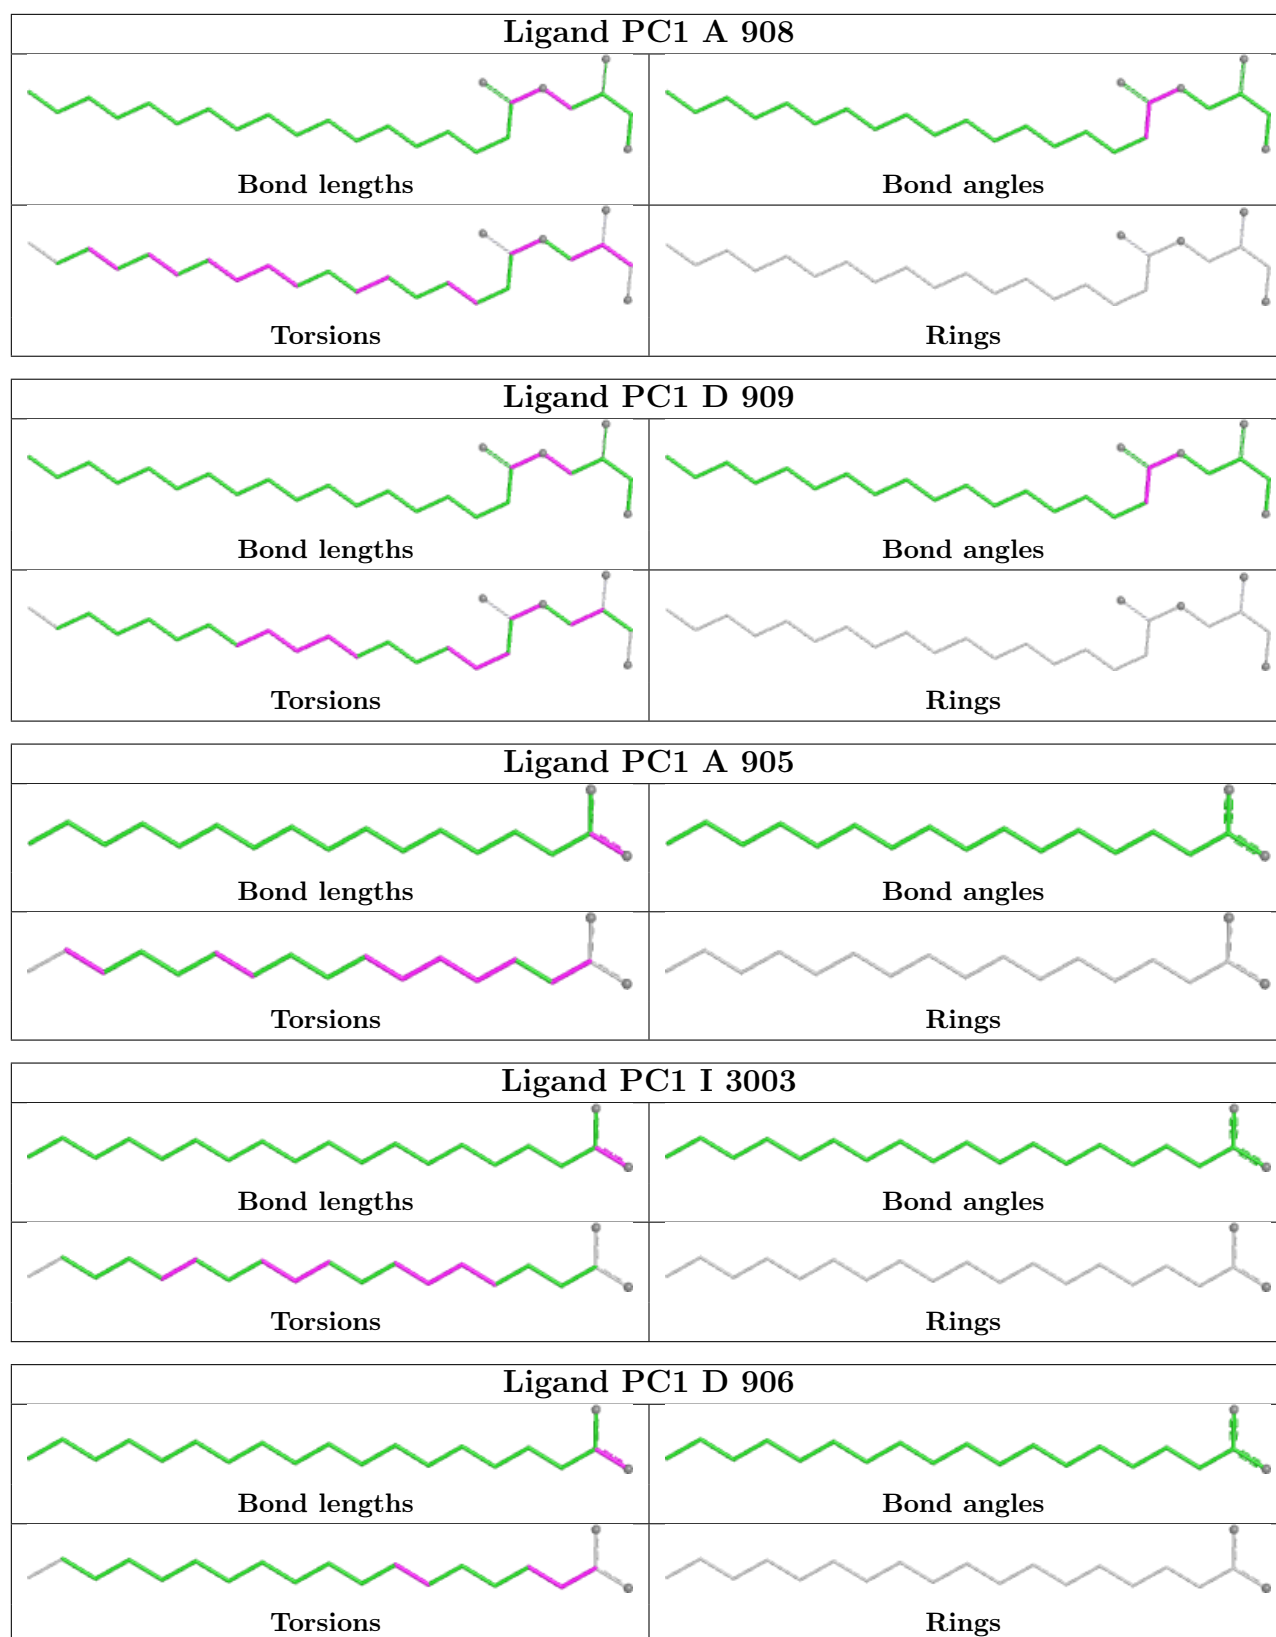 Ligand PC1 A 908
Bond lengths
Bond angles
Torsions
Rings
Ligand PC1 D 909
Bond lengths
Bond angles
Torsions
Rings
Ligand PC1 A 905
Bond lengths
Bond angles
Torsions
Rings
Ligand PC1 I 3003
Bond lengths
Bond angles
Torsions
Rings
Ligand PC1 D 906
Bond lengths
Bond angles
Torsions
Rings